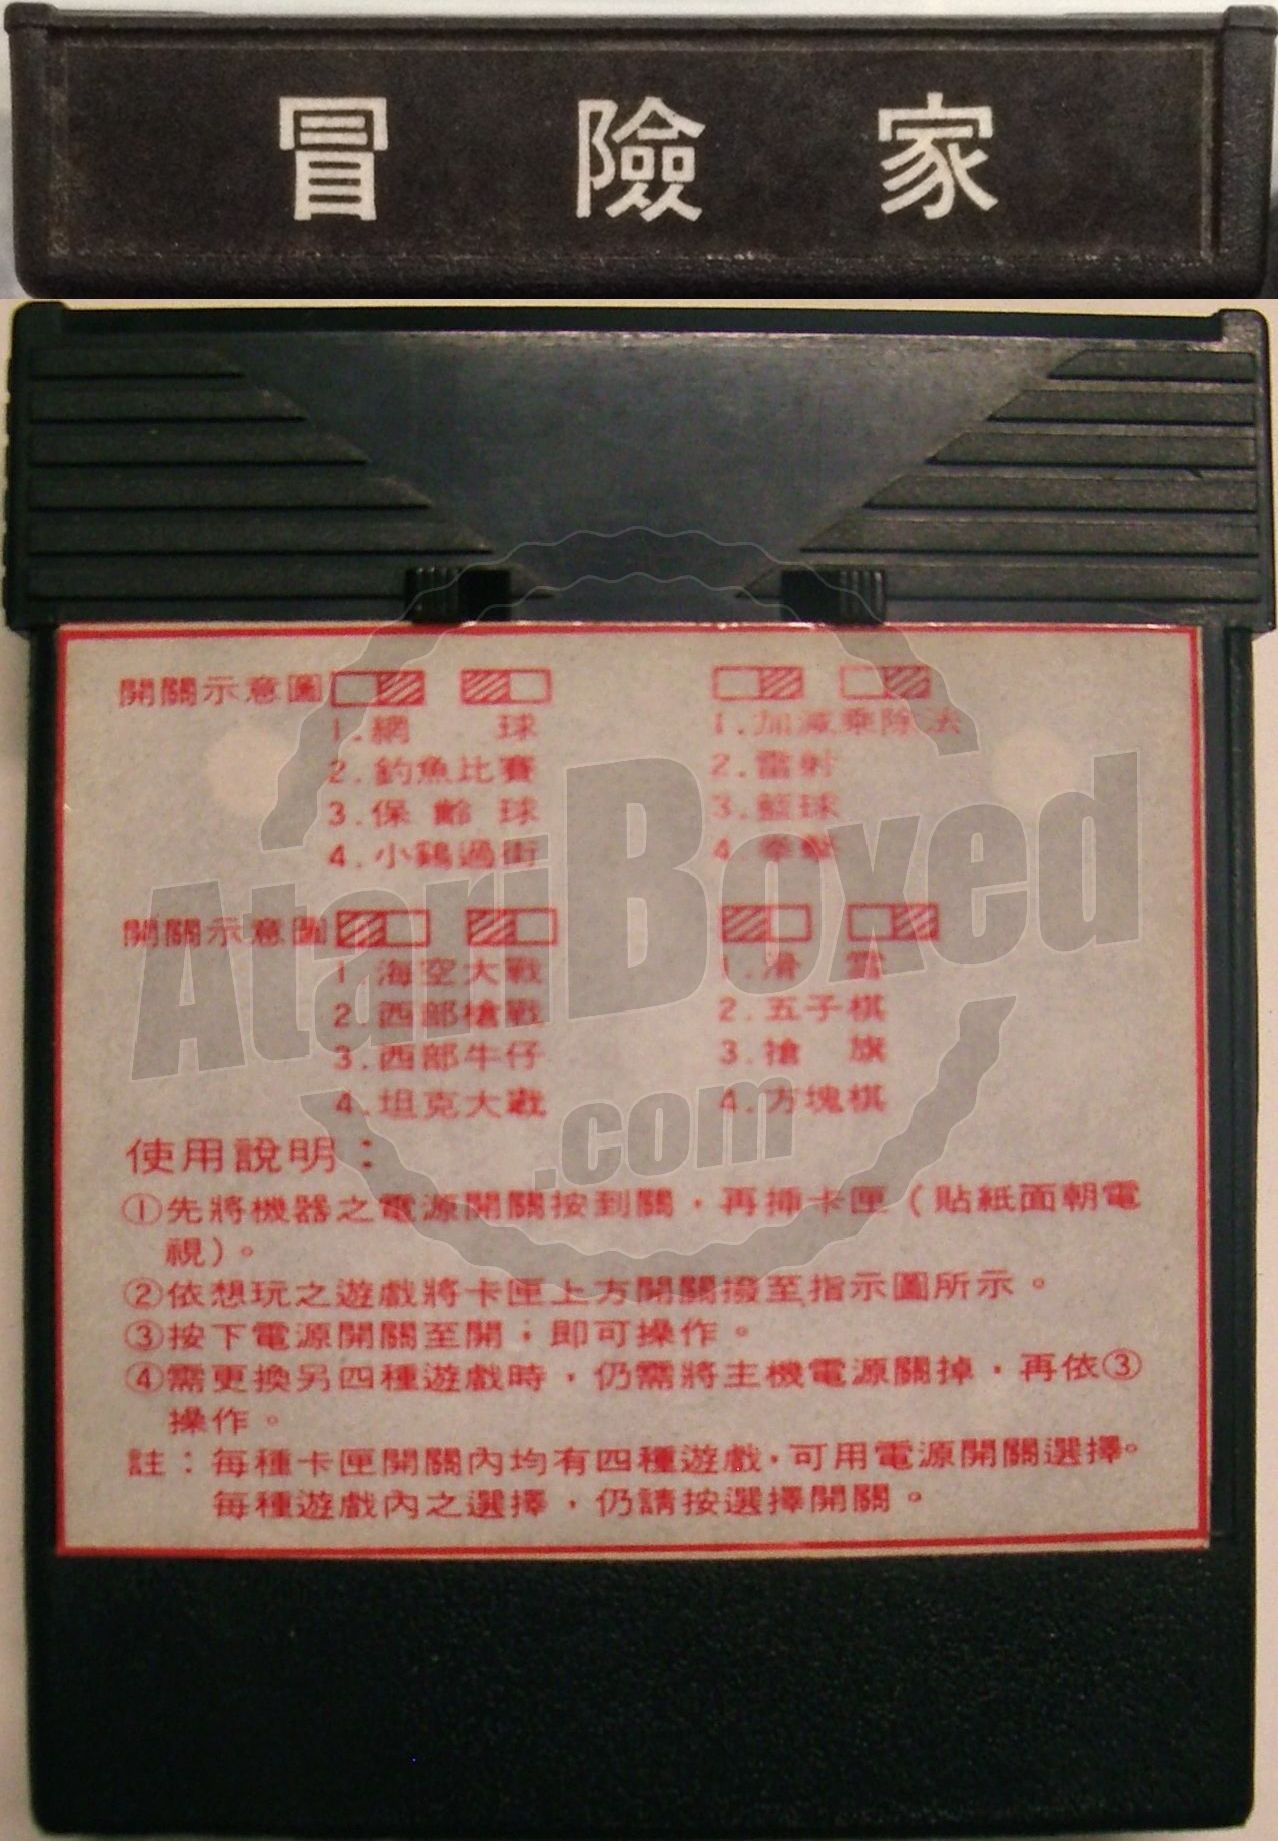 冒險家
開關示意圖
1.網球
2.釣魚比賽
3.保齡球
4.小鷄過街
1.加減乘除法
2.雷射
3.籃球
4.拳擊
開關示意圖
1.海空大戰
2.西部槍戰
3.西部牛仔
4.坦克大戰
1.滑雪
2.五子棋
3.搶旗
4.方塊棋
使用說明：
①先將機器之電源開關按到關，再揷卡匣(貼紙面朝電
視)。
②依想玩之遊戲將卡匣上方開關撥至指示圖所示。
③按下電源開關至開；即可操作。
④需更換另四種遊戲時，仍需將主機電源關掉，再依③
操作。
註：每種卡匣開關內均有四種遊戲，可用電源開關選擇。
每種遊戲內之選擇，仍請按選擇開關。
AtariBoxed
.com